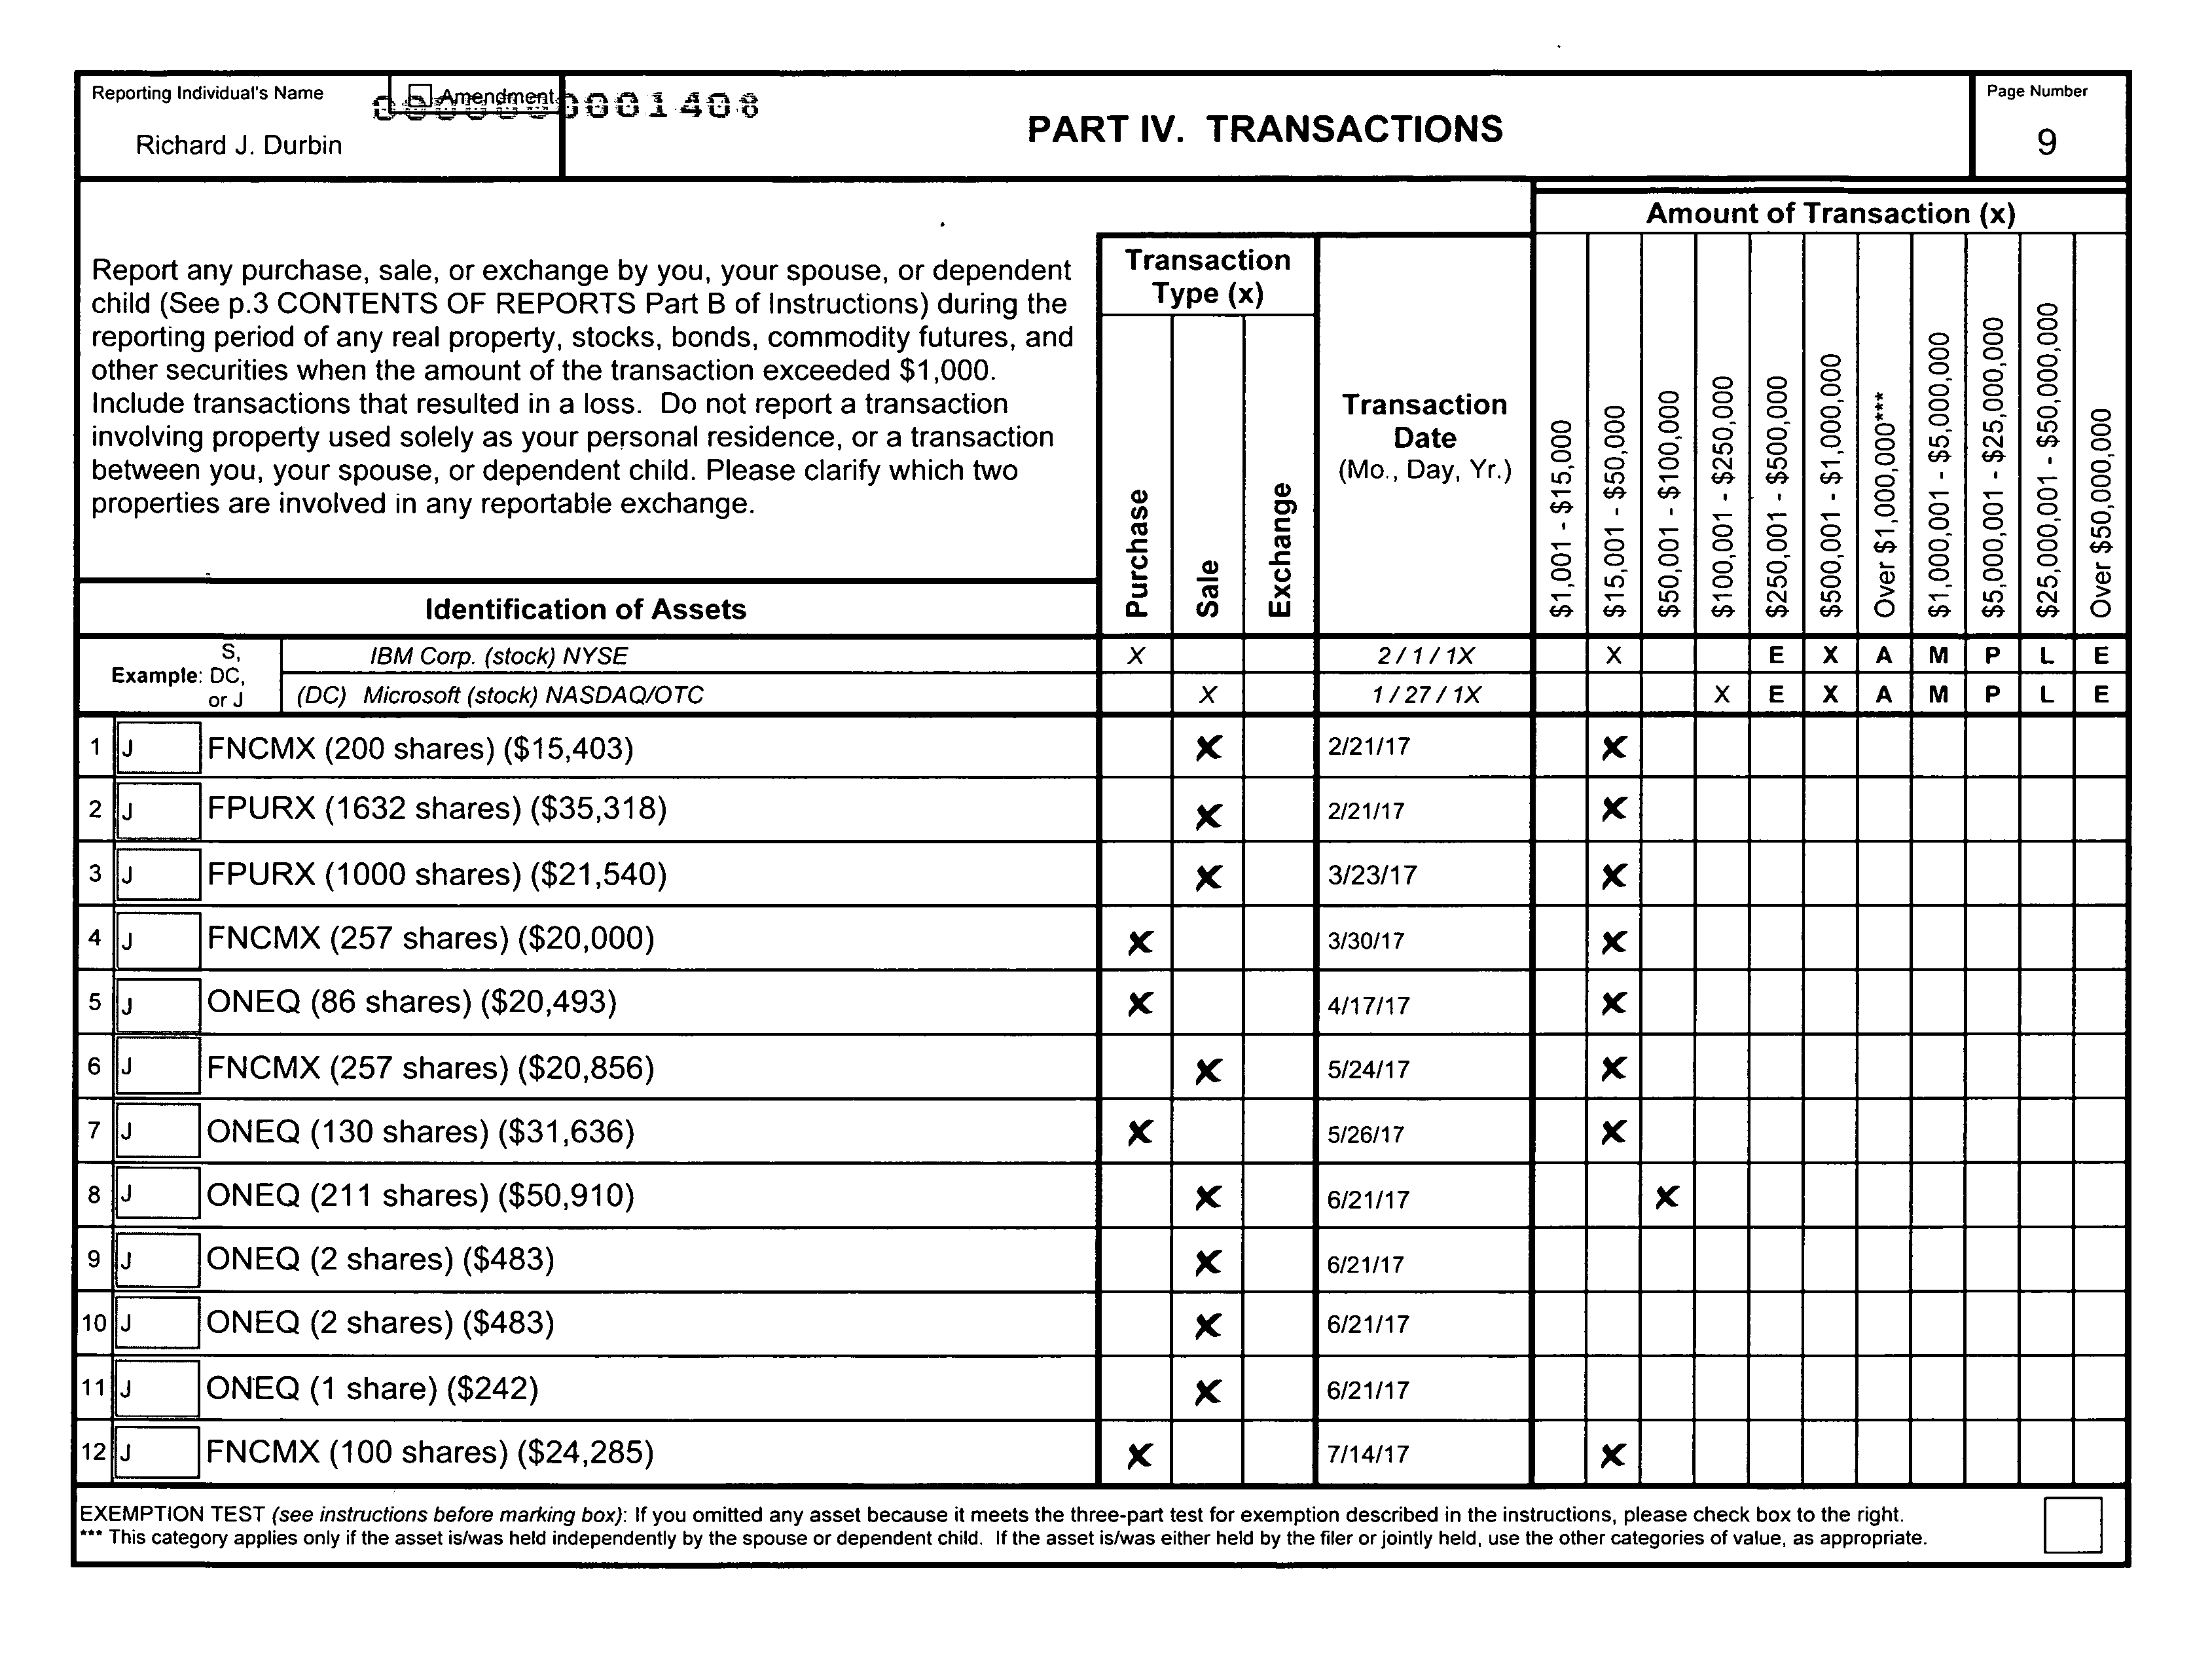 Reporting Individual's Name
Amendment
Richard J. Durbin
0000000001408
PART IV. TRANSACTIONS
Page Number
9
Report any purchase, sale, or exchange by you, your spouse, or dependent
child (See p.3 CONTENTS OF REPORTS Part B of Instructions) during the
reporting period of any real property, stocks, bonds, commodity futures, and
other securities when the amount of the transaction exceeded $1,000.
Include transactions that resulted in a loss. Do not report a transaction
involving property used solely as your personal residence, or a transaction
between you, your spouse, or dependent child. Please clarify which two
properties are involved in any reportable exchange.
Identification of Assets
Transaction
Type (x)
Purchase
Sale
Exchange
Transaction
Date
(Mo., Day, Yr.)
Amount of Transaction (x)
$1,001 - $15,000
$15,001 - $50,000
$50,001 - $100,000
$100,001 - $250,000
$250,001 - $500,000
$500,001 - $1,000,000
Over $1,000,000***
$1,000,001 - $5,000,000
$5,000,001 - $25,000,000
$25,000,001 - $50,000,000
Over $50,000,000
Example: S, DC, or J
IBM Corp. (stock) NYSE X 2 / 1 / 1X X E X A M P L E
(DC) Microsoft (stock) NASDAQ/OTC X 1 / 27 / 1X X E X A M P L E
1 J FNCMX (200 shares) ($15,403) X 2/21/17 X
2 J FPURX (1632 shares) ($35,318) X 2/21/17 X
3 J FPURX (1000 shares) ($21,540) X 3/23/17 X
4 J FNCMX (257 shares) ($20,000) X 3/30/17 X
5 J ONEQ (86 shares) ($20,493) X 4/17/17 X
6 J FNCMX (257 shares) ($20,856) X 5/24/17 X
7 J ONEQ (130 shares) ($31,636) X 5/26/17 X
8 J ONEQ (211 shares) ($50,910) X 6/21/17 X
9 J ONEQ (2 shares) ($483) X 6/21/17
10 J ONEQ (2 shares) ($483) X 6/21/17
11 J ONEQ (1 share) ($242) X 6/21/17
12 J FNCMX (100 shares) ($24,285) X 7/14/17 X
EXEMPTION TEST (see instructions before marking box): If you omitted any asset because it meets the three-part test for exemption described in the instructions, please check box to the right.
*** This category applies only if the asset is/was held independently by the spouse or dependent child. If the asset is/was either held by the filer or jointly held, use the other categories of value, as appropriate.